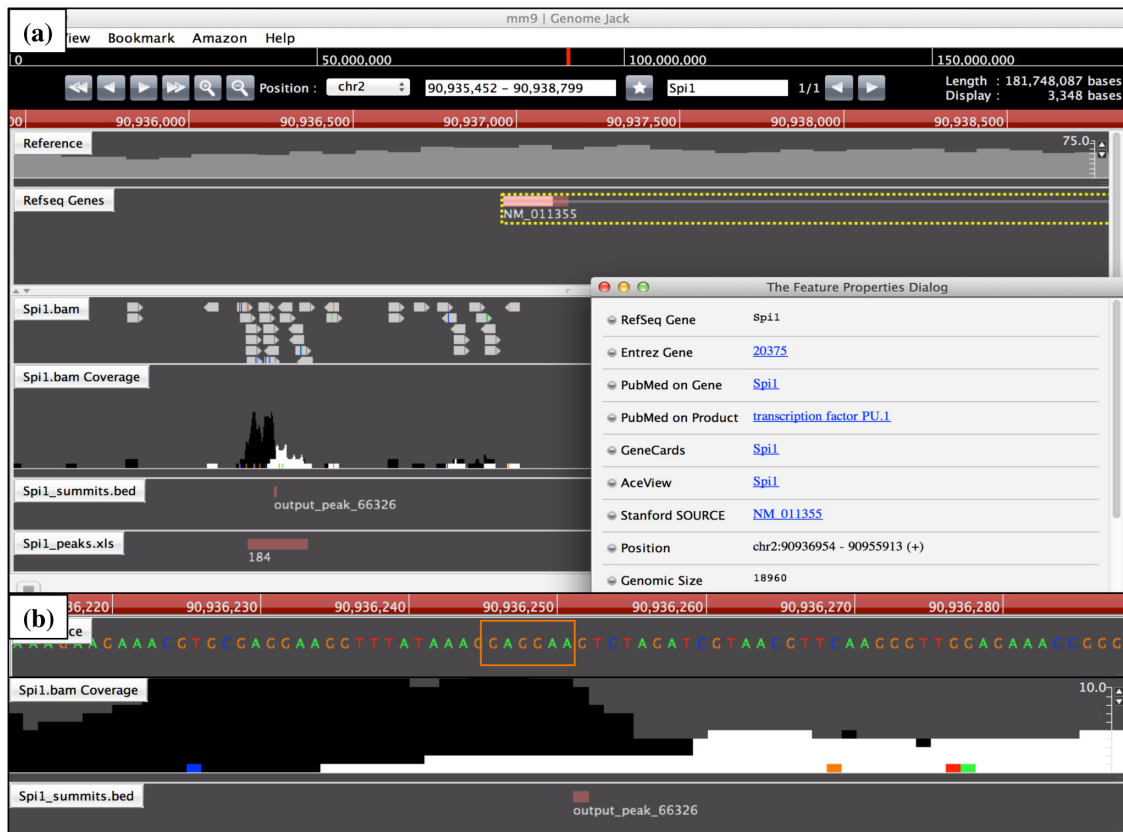 (a)
mm9 | Genome Jack
View Bookmark Amazon Help
0 50,000,000 100,000,000 150,000,000
Position : chr2 90,935,452 – 90,938,799 Spi1 1/1 Length : 181,748,087 bases
Display : 3,348 bases
00 90,936,000 90,936,500 90,937,000 90,937,500 90,938,000 90,938,500
Reference 75.0
Refseq Genes
NM_011355
The Feature Properties Dialog
Spi1.bam
RefSeq Gene Spi1
Entrez Gene 20375
Spi1.bam Coverage
PubMed on Gene Spi1
PubMed on Product transcription factor PU.1
GeneCards Spi1
AceView Spi1
Spi1_summits.bed
output_peak_66326
Stanford SOURCE NM_011355
Spi1_peaks.xls
184
Position chr2:90936954 - 90955913 (+)
Genomic Size 18960
(b)
36,220 90,936,230 90,936,240 90,936,250 90,936,260 90,936,270 90,936,280
A A A G A A G A A A C G T G C G A G G A A G G T T T A T A A A G G A G G A A G T C T A G A T C G T A A C G T T C A A G G G T T G G A G A A A C C G G G
Spi1.bam Coverage 10.0
Spi1_summits.bed
output_peak_66326